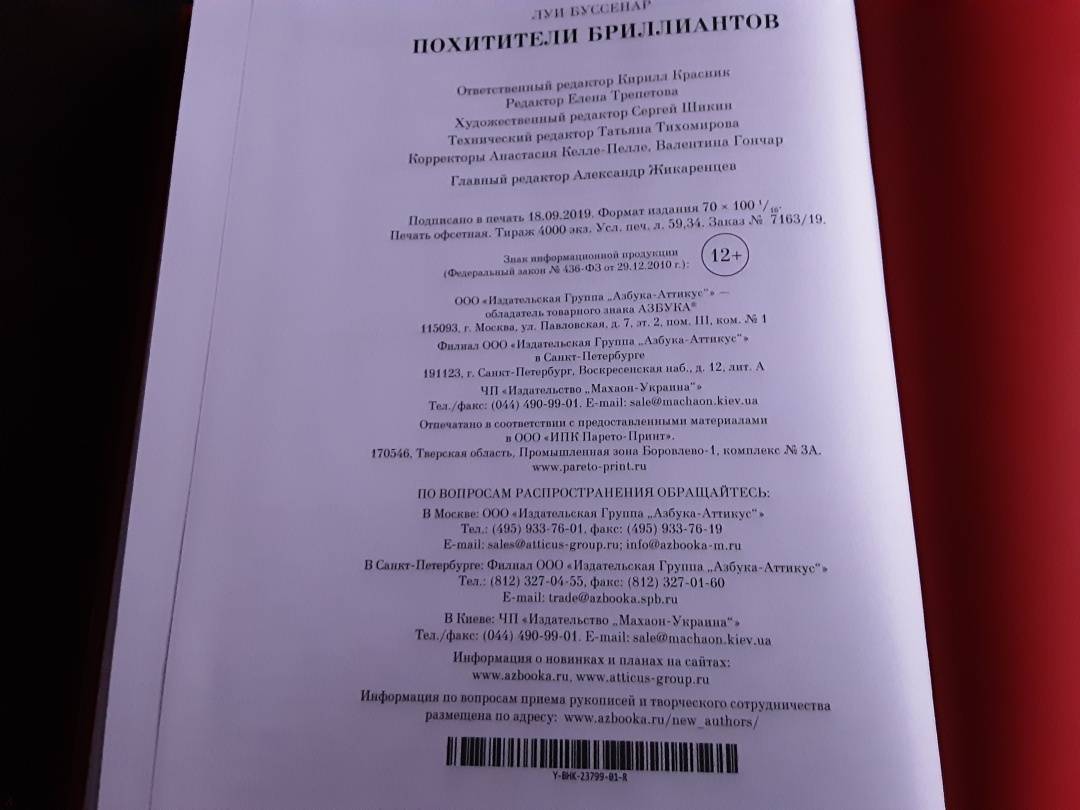 ЛУИ БУССЕНАР
ПОХИТИТЕЛИ БРИЛЛИАНТОВ
Ответственный редактор Кирилл Красник
Редактор Елена Трепетова
Художественный редактор Сергей Шикин
Технический редактор Татьяна Тихомирова
Корректоры Анастасия Келле-Пелле, Валентина Гончар
Главный редактор Александр Жикаренцев
Подписано в печать 18.09.2019. Формат издания 70 × 100 1/16.
Печать офсетная. Тираж 4000 экз. Усл. печ. л. 59,34. Заказ № 7163/19.
Знак информационной продукции
(Федеральный закон № 436-ФЗ от 29.12.2010 г.):
12+
ООО «Издательская Группа „Азбука-Аттикус“» —
обладатель товарного знака АЗБУКА®
115093, г. Москва, ул. Павловская, д. 7, эт. 2, пом. III, ком. № 1
Филиал ООО «Издательская Группа „Азбука-Аттикус“»
в Санкт-Петербурге
191123, г. Санкт-Петербург, Воскресенская наб., д. 12, лит. А
ЧП «Издательство „Махаон-Украина“»
Тел./факс: (044) 490-99-01. E-mail: sale@machaon.kiev.ua
Отпечатано в соответствии с предоставленными материалами
в ООО «ИПК Парето-Принт».
170546, Тверская область, Промышленная зона Боровлево-1, комплекс № 3А.
www.pareto-print.ru
ПО ВОПРОСАМ РАСПРОСТРАНЕНИЯ ОБРАЩАЙТЕСЬ:
В Москве: ООО «Издательская Группа „Азбука-Аттикус“»
Тел.: (495) 933-76-01, факс: (495) 933-76-19
E-mail: sales@atticus-group.ru; info@azbooka-m.ru
В Санкт-Петербурге: Филиал ООО «Издательская Группа „Азбука-Аттикус“»
Тел.: (812) 327-04-55, факс: (812) 327-01-60
E-mail: trade@azbooka.spb.ru
В Киеве: ЧП «Издательство „Махаон-Украина“»
Тел./факс: (044) 490-99-01. E-mail: sale@machaon.kiev.ua
Информация о новинках и планах на сайтах:
www.azbooka.ru, www.atticus-group.ru
Информация по вопросам приема рукописей и творческого сотрудничества
размещена по адресу: www.azbooka.ru/new_authors/
Y-BHK-23799-01-R